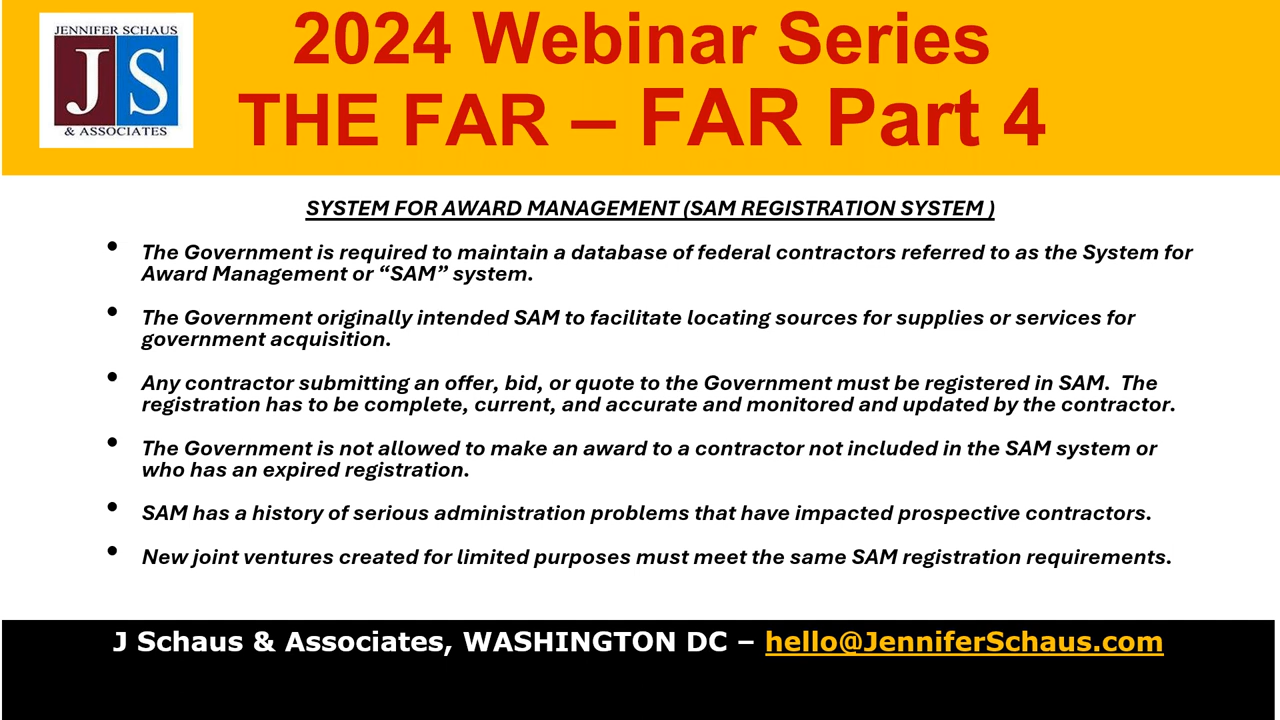 JENNIFER SCHAUS
JS
& ASSOCIATES
2024 Webinar Series
THE FAR – FAR Part 4
SYSTEM FOR AWARD MANAGEMENT (SAM REGISTRATION SYSTEM )
• The Government is required to maintain a database of federal contractors referred to as the System for
Award Management or “SAM” system.
• The Government originally intended SAM to facilitate locating sources for supplies or services for
government acquisition.
• Any contractor submitting an offer, bid, or quote to the Government must be registered in SAM.  The
registration has to be complete, current, and accurate and monitored and updated by the contractor.
• The Government is not allowed to make an award to a contractor not included in the SAM system or
who has an expired registration.
• SAM has a history of serious administration problems that have impacted prospective contractors.
• New joint ventures created for limited purposes must meet the same SAM registration requirements.
J Schaus & Associates, WASHINGTON DC – hello@JenniferSchaus.com